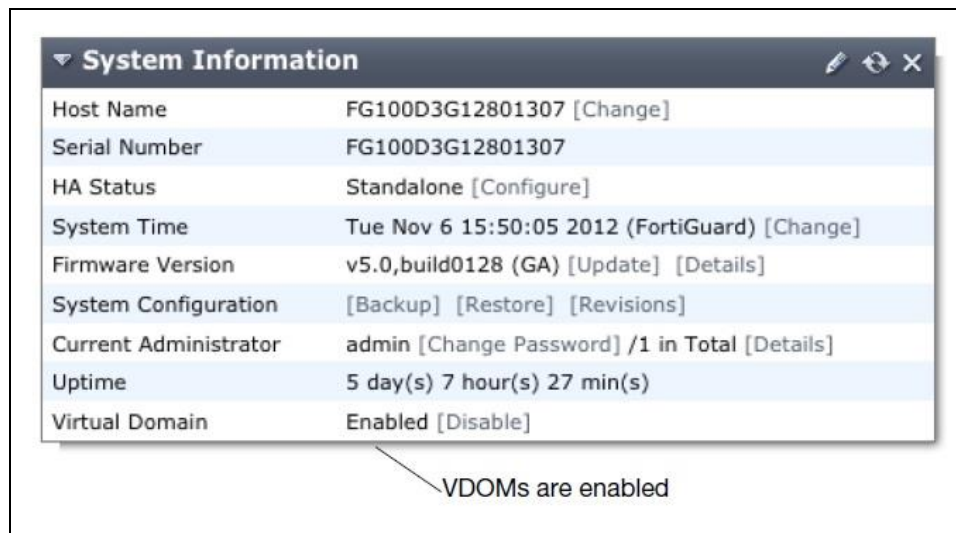 System Information
Host Name FG100D3G12801307 [Change]
Serial Number FG100D3G12801307
HA Status Standalone [Configure]
System Time Tue Nov 6 15:50:05 2012 (FortiGuard) [Change]
Firmware Version v5.0,build0128 (GA) [Update] [Details]
System Configuration [Backup] [Restore] [Revisions]
Current Administrator admin [Change Password] /1 in Total [Details]
Uptime 5 day(s) 7 hour(s) 27 min(s)
Virtual Domain Enabled [Disable]
VDOMs are enabled